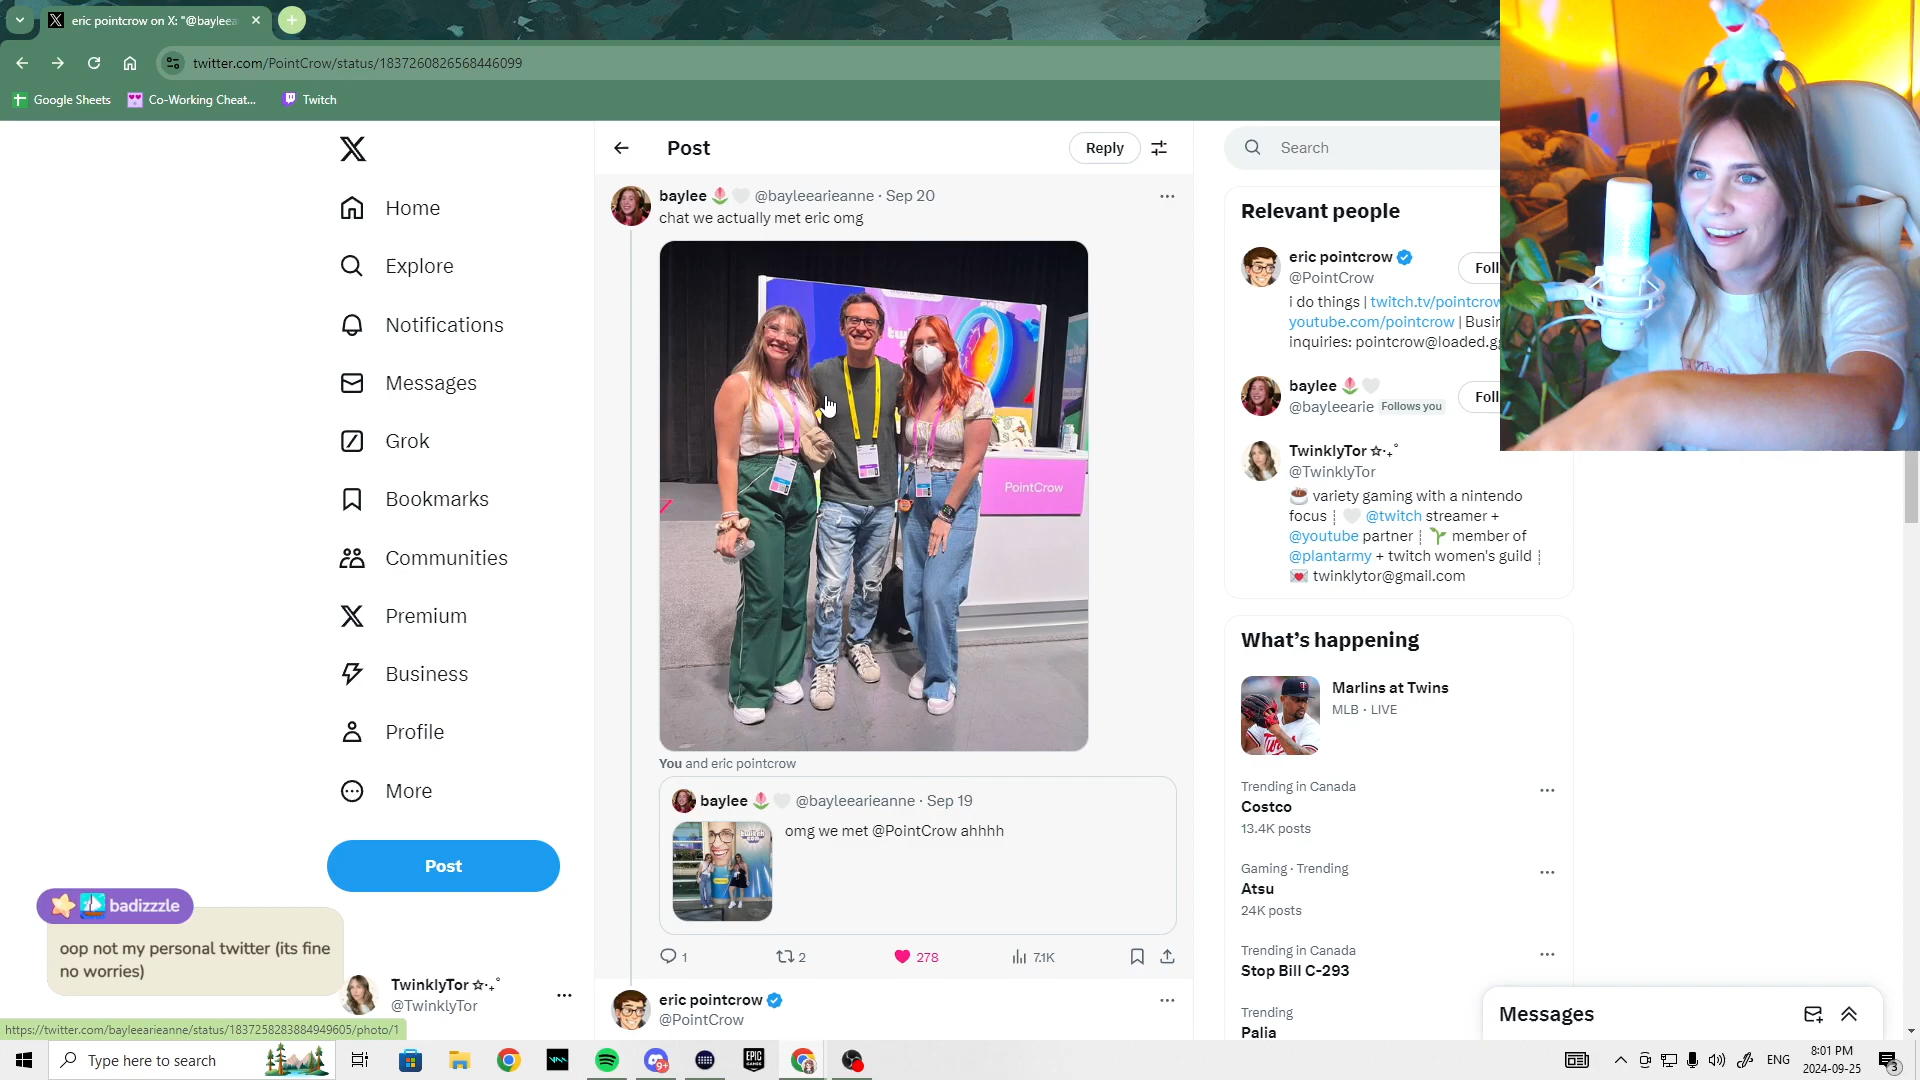 eric pointcrow on X: "@bayleea
twitter.com/PointCrow/status/1837260826568446099
Google Sheets
Co-Working Cheat...
Twitch
Home
Explore
Notifications
Messages
Grok
Bookmarks
Communities
Premium
Business
Profile
More
Post
badizzzle
oop not my personal twitter (its fine
no worries)
TwinklyTor ☆·₊˚
@TwinklyTor
https://twitter.com/bayleearieanne/status/1837258283884949605/photo/1
Post
Reply
baylee 🌷🤍 @bayleearieanne · Sep 20
chat we actually met eric omg
PointCrow
You and eric pointcrow
baylee 🌷🤍 @bayleearieanne · Sep 19
omg we met @PointCrow ahhhh
1
2
278
7.1K
eric pointcrow
@PointCrow
Search
Relevant people
eric pointcrow
@PointCrow
Foll
i do things | twitch.tv/pointcrow
youtube.com/pointcrow | Busin
inquiries: pointcrow@loaded.gg
baylee 🌷🤍
@bayleearie Follows you
Foll
TwinklyTor ☆·₊˚
@TwinklyTor
☕ variety gaming with a nintendo
focus ┊ 🤍 @twitch streamer +
@youtube partner ┊ 🌱 member of
@plantarmy + twitch women's guild ┊
💌 twinklytor@gmail.com
What's happening
Marlins at Twins
MLB · LIVE
Trending in Canada
Costco
13.4K posts
Gaming · Trending
Atsu
24K posts
Trending in Canada
Stop Bill C-293
Trending
Palia
Messages
Type here to search
9+
EPIC
GAMES
ENG
8:01 PM
2024-09-25
3